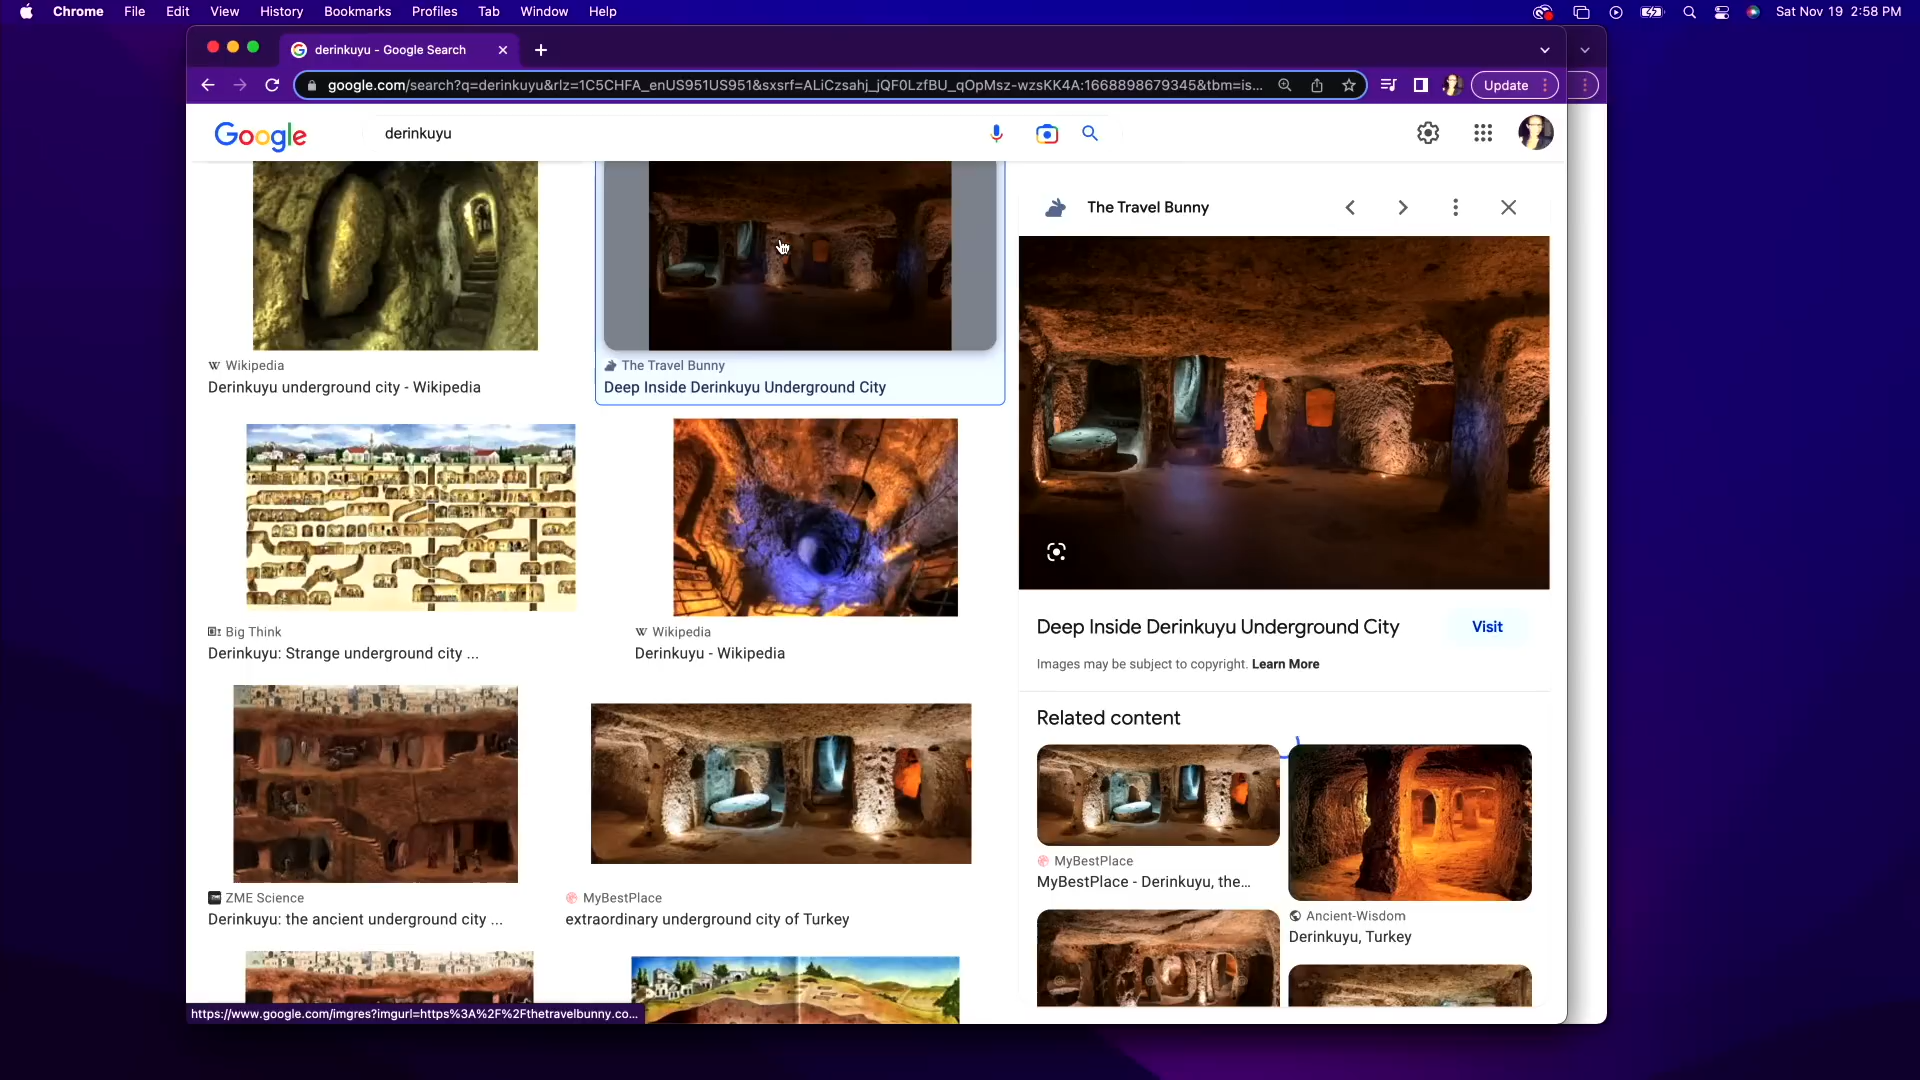 Chrome File Edit View History Bookmarks Profiles Tab Window Help Sat Nov 19 2:58 PM
derinkuyu - Google Search
google.com/search?q=derinkuyu&rlz=1C5CHFA_enUS951US951&sxsrf=ALiCzsahj_jQF0LzfBU_qOpMsz-wzsKK4A:1668898679345&tbm=is... Update
Google derinkuyu
The Travel Bunny
Wikipedia
Derinkuyu underground city - Wikipedia
The Travel Bunny
Deep Inside Derinkuyu Underground City
Big Think
Derinkuyu: Strange underground city ...
Wikipedia
Derinkuyu - Wikipedia
ZME Science
Derinkuyu: the ancient underground city ...
MyBestPlace
extraordinary underground city of Turkey
Deep Inside Derinkuyu Underground City Visit
Images may be subject to copyright. Learn More
Related content
MyBestPlace
MyBestPlace - Derinkuyu, the...
Ancient-Wisdom
Derinkuyu, Turkey
https://www.google.com/imgres?imgurl=https%3A%2F%2Fthetravelbunny.co...